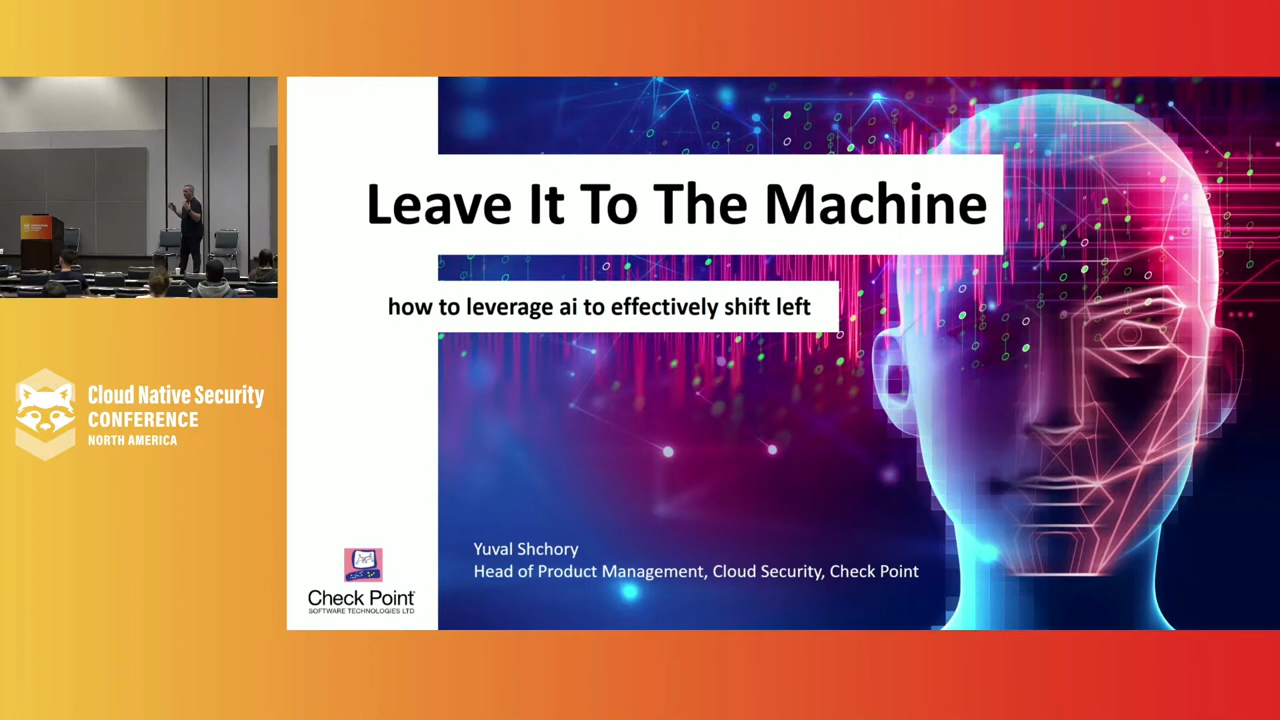 Leave It To The Machine
how to leverage ai to effectively shift left
Cloud Native Security
CONFERENCE
NORTH AMERICA
Yuval Shchory
Head of Product Management, Cloud Security, Check Point
Check Point
SOFTWARE TECHNOLOGIES LTD